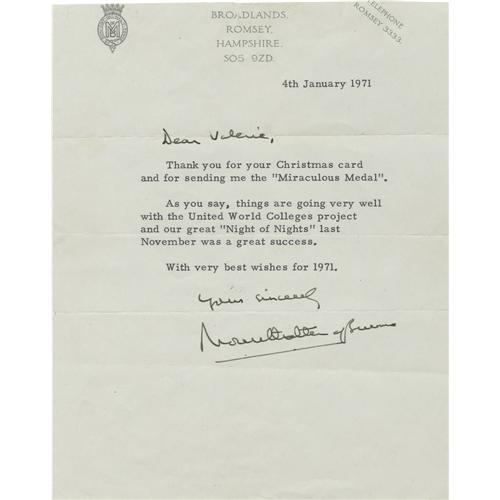 BROADLANDS,
ROMSEY,
HAMPSHIRE.
SO5 9ZD.
TELEPHONE
ROMSEY 3333.
4th January 1971
Dear Valerie,
Thank you for your Christmas card
and for sending me the "Miraculous Medal".
As you say, things are going very well
with the United World Colleges project
and our great "Night of Nights" last
November was a great success.
With very best wishes for 1971.
Yours sincerely
Mountbatten of Burma